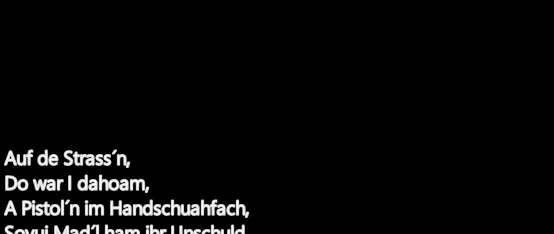 Auf de Strass´n,
Do war I dahoam,
A Pistol´n im Handschuahfach,
Sovui Mad´l ham ihr Unschuld